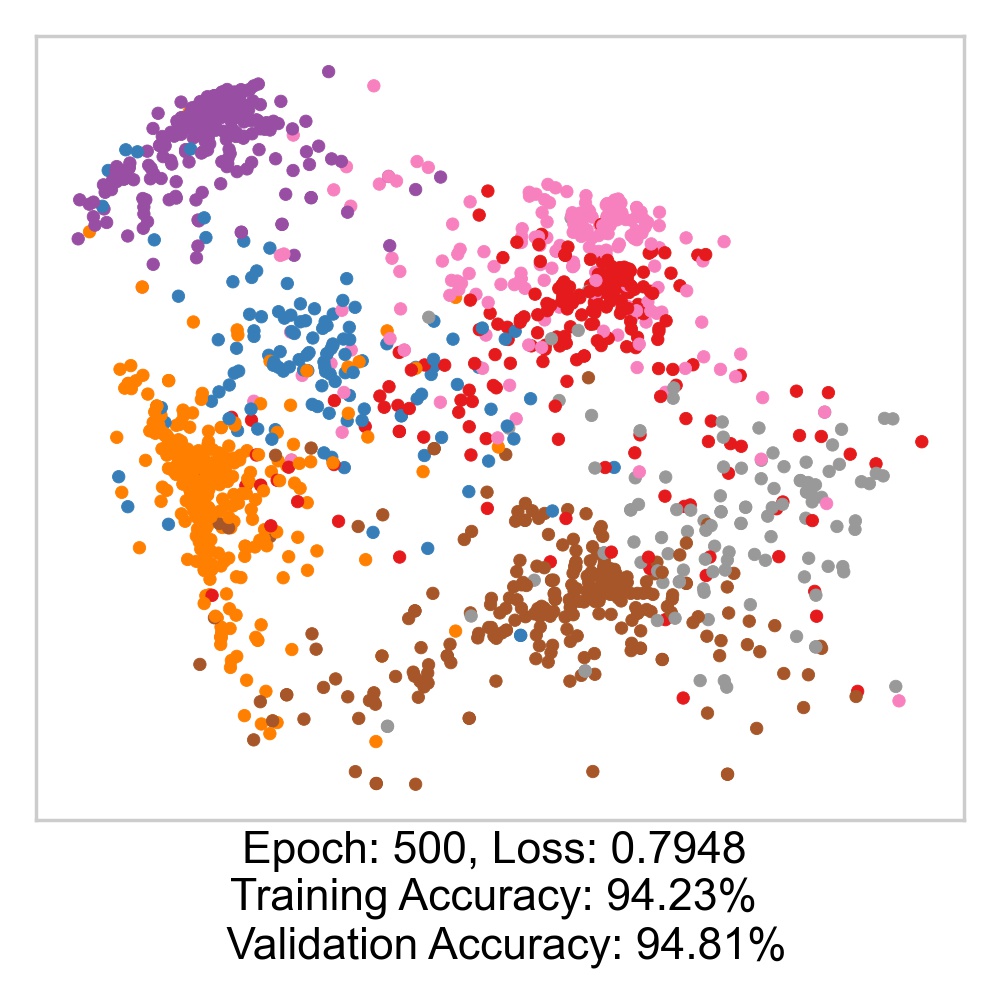 Epoch: 500, Loss: 0.7948
Training Accuracy: 94.23%
Validation Accuracy: 94.81%